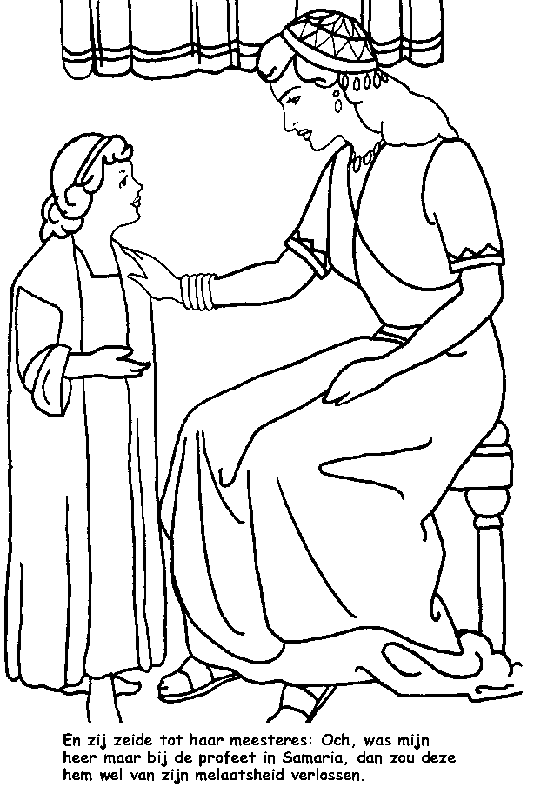 En zij zeide tot haar meesteres: Och, was mijn
heer maar bij de profeet in Samaria, dan zou deze
hem wel van zijn melaatsheid verlossen.